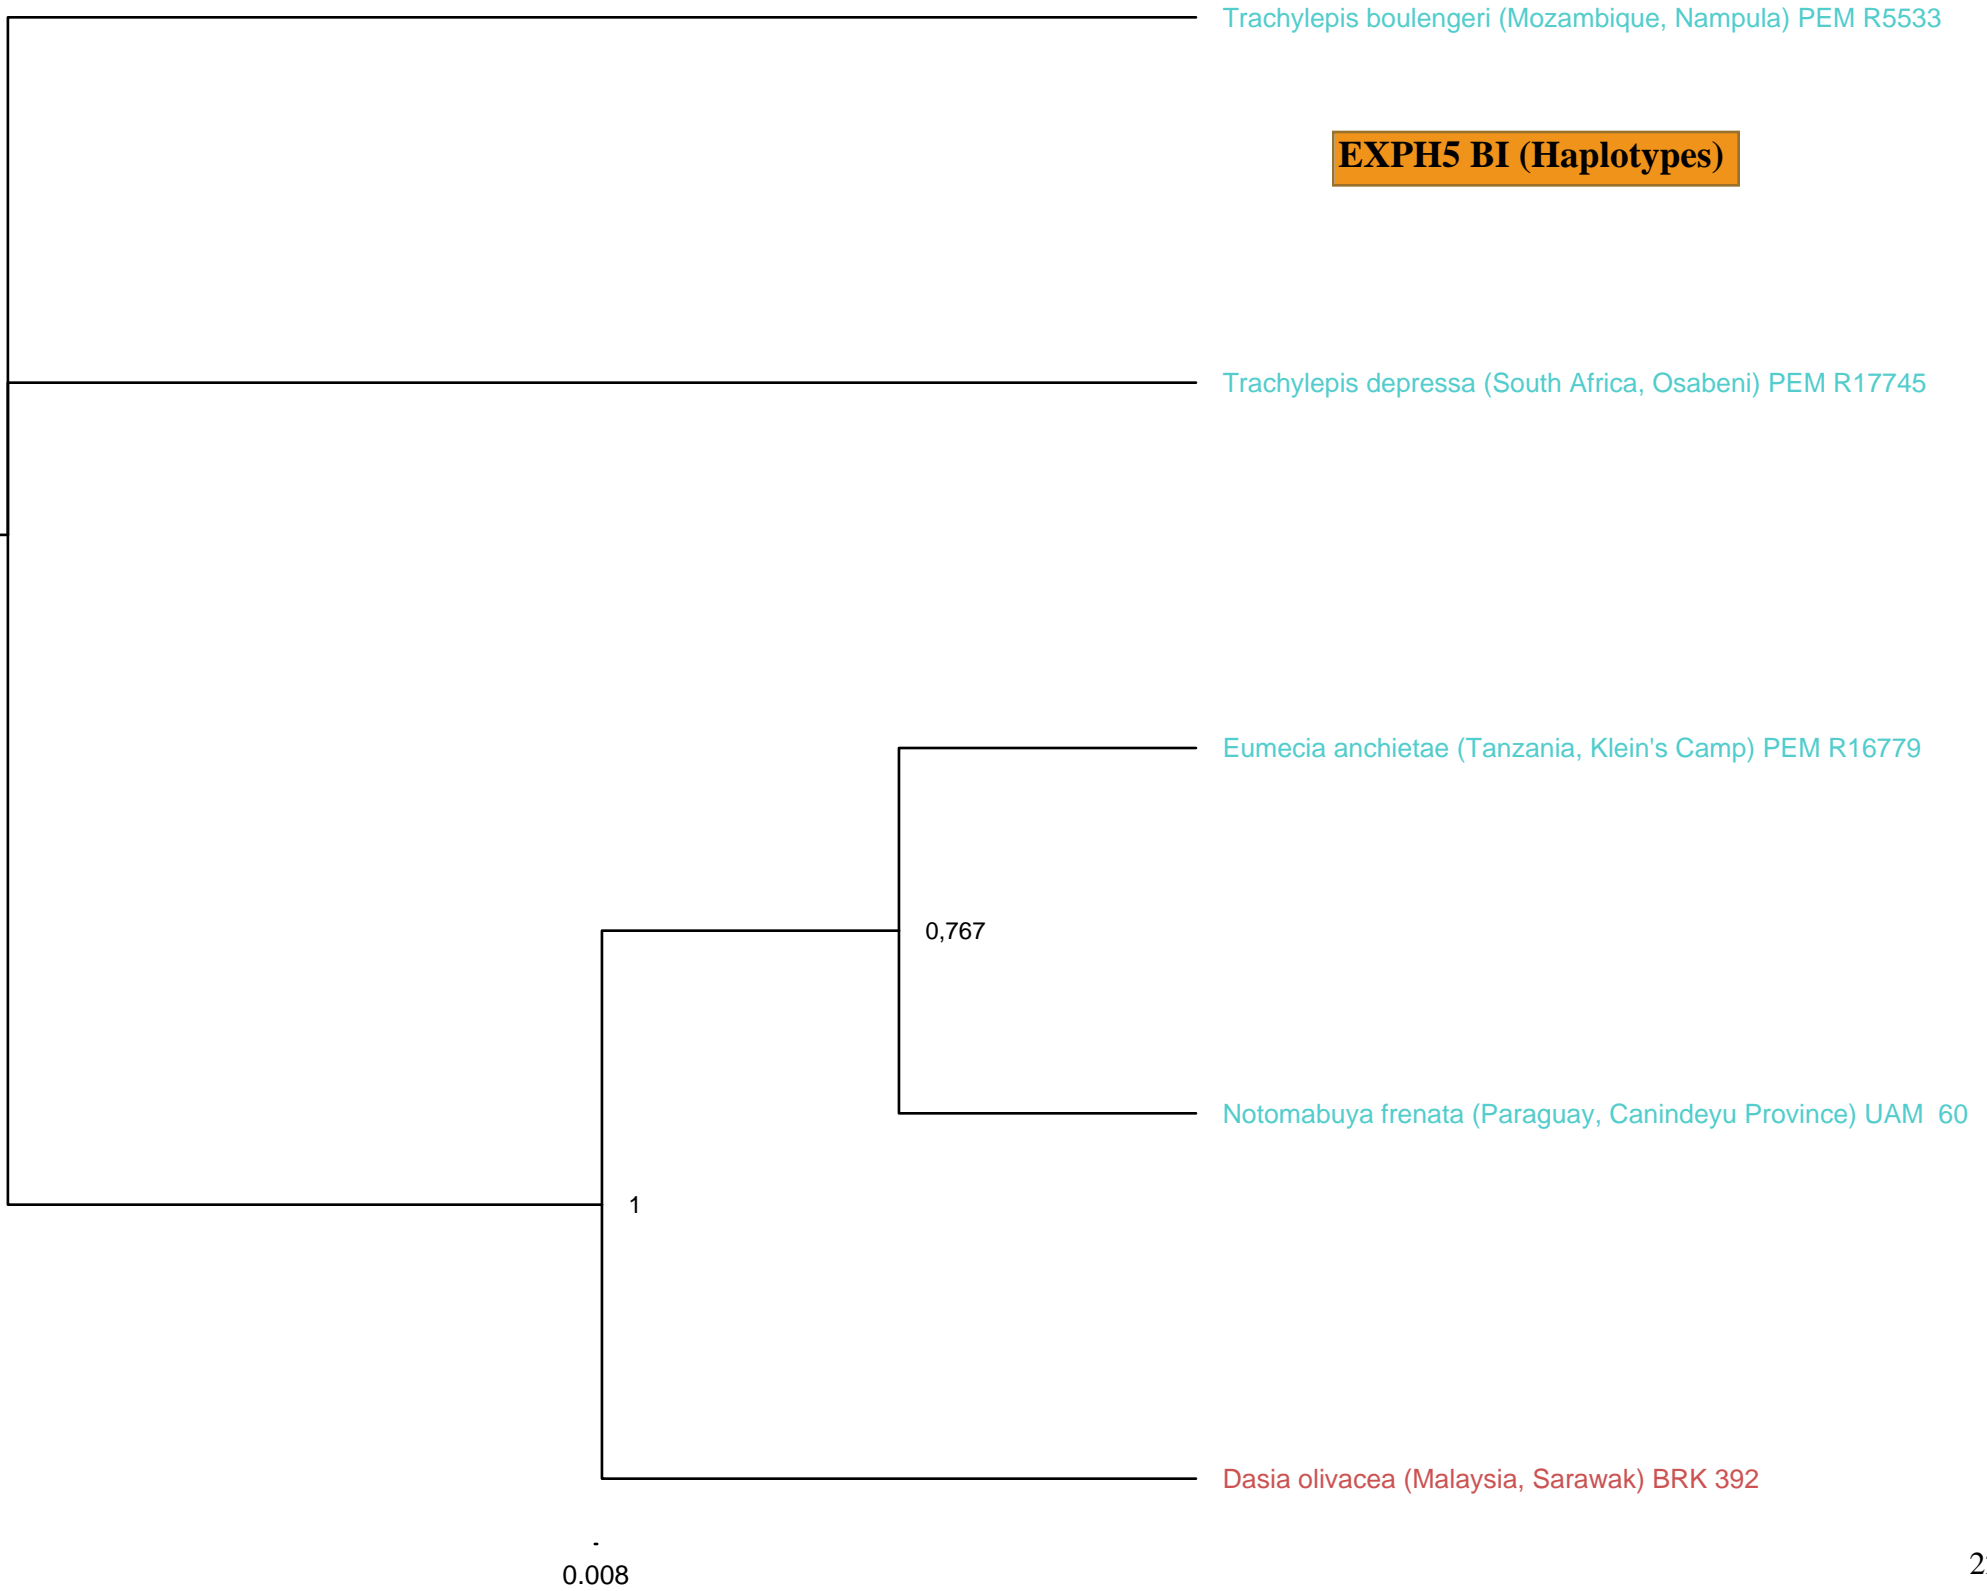 Trachylepis boulengeri (Mozambique, Nampula) PEM R5533
EXPH5 BI (Haplotypes)
Trachylepis depressa (South Africa, Osabeni) PEM R17745
Eumecia anchietae (Tanzania, Klein's Camp) PEM R16779
0,767
Notomabuya frenata (Paraguay, Canindeyu Province) UAM  60
1
Dasia olivacea (Malaysia, Sarawak) BRK 392
0.008